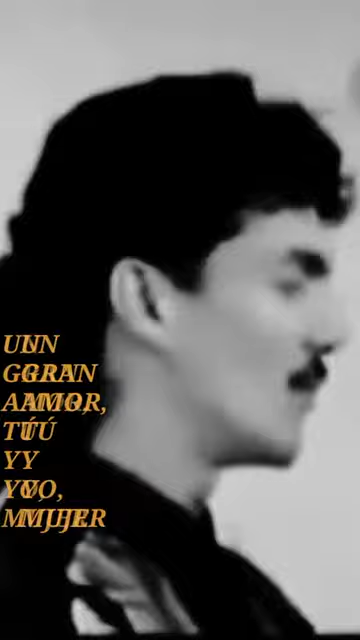 UN
GRAN
AMOR,
TÚ
Y
YO,
MUJER